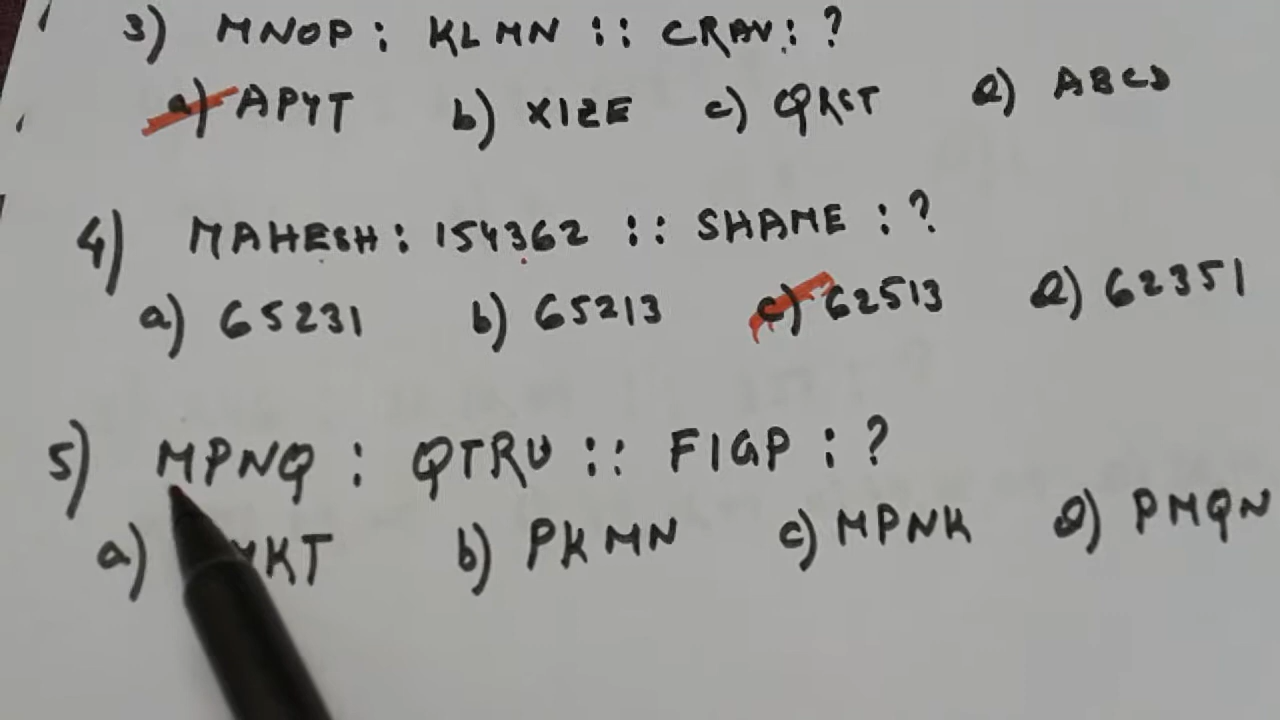 3) MNOP : KLMN :: CRAV : ?
a) APYT b) XIZE c) QRST d) ABCD
4) MAHESH : 154362 :: SHAME : ?
a) 65231 b) 65213 c) 62513 d) 62351
5) MPNQ : QTRU :: FIGP : ?
a) b) PKMN c) MPNK d) PMQN